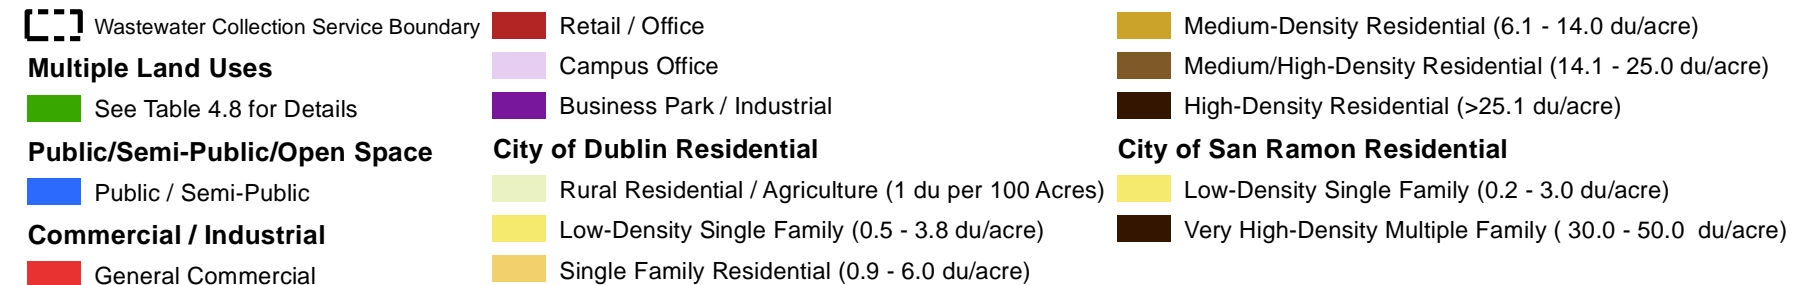 Wastewater Collection Service Boundary
Multiple Land Uses
See Table 4.8 for Details
Public/Semi-Public/Open Space
Public / Semi-Public
Commercial / Industrial
General Commercial
Retail / Office
Campus Office
Business Park / Industrial
City of Dublin Residential
Rural Residential / Agriculture (1 du per 100 Acres)
Low-Density Single Family (0.5 - 3.8 du/acre)
Single Family Residential (0.9 - 6.0 du/acre)
Medium-Density Residential (6.1 - 14.0 du/acre)
Medium/High-Density Residential (14.1 - 25.0 du/acre)
High-Density Residential (>25.1 du/acre)
City of San Ramon Residential
Low-Density Single Family (0.2 - 3.0 du/acre)
Very High-Density Multiple Family ( 30.0 - 50.0  du/acre)